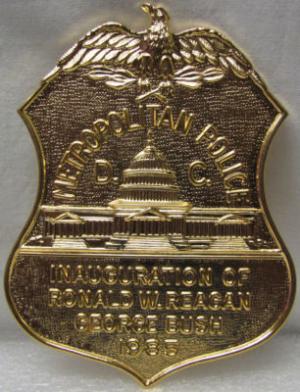 METROPOLITAN POLICE
D. C.
INAUGURATION OF
RONALD W. REAGAN
GEORGE BUSH
1985